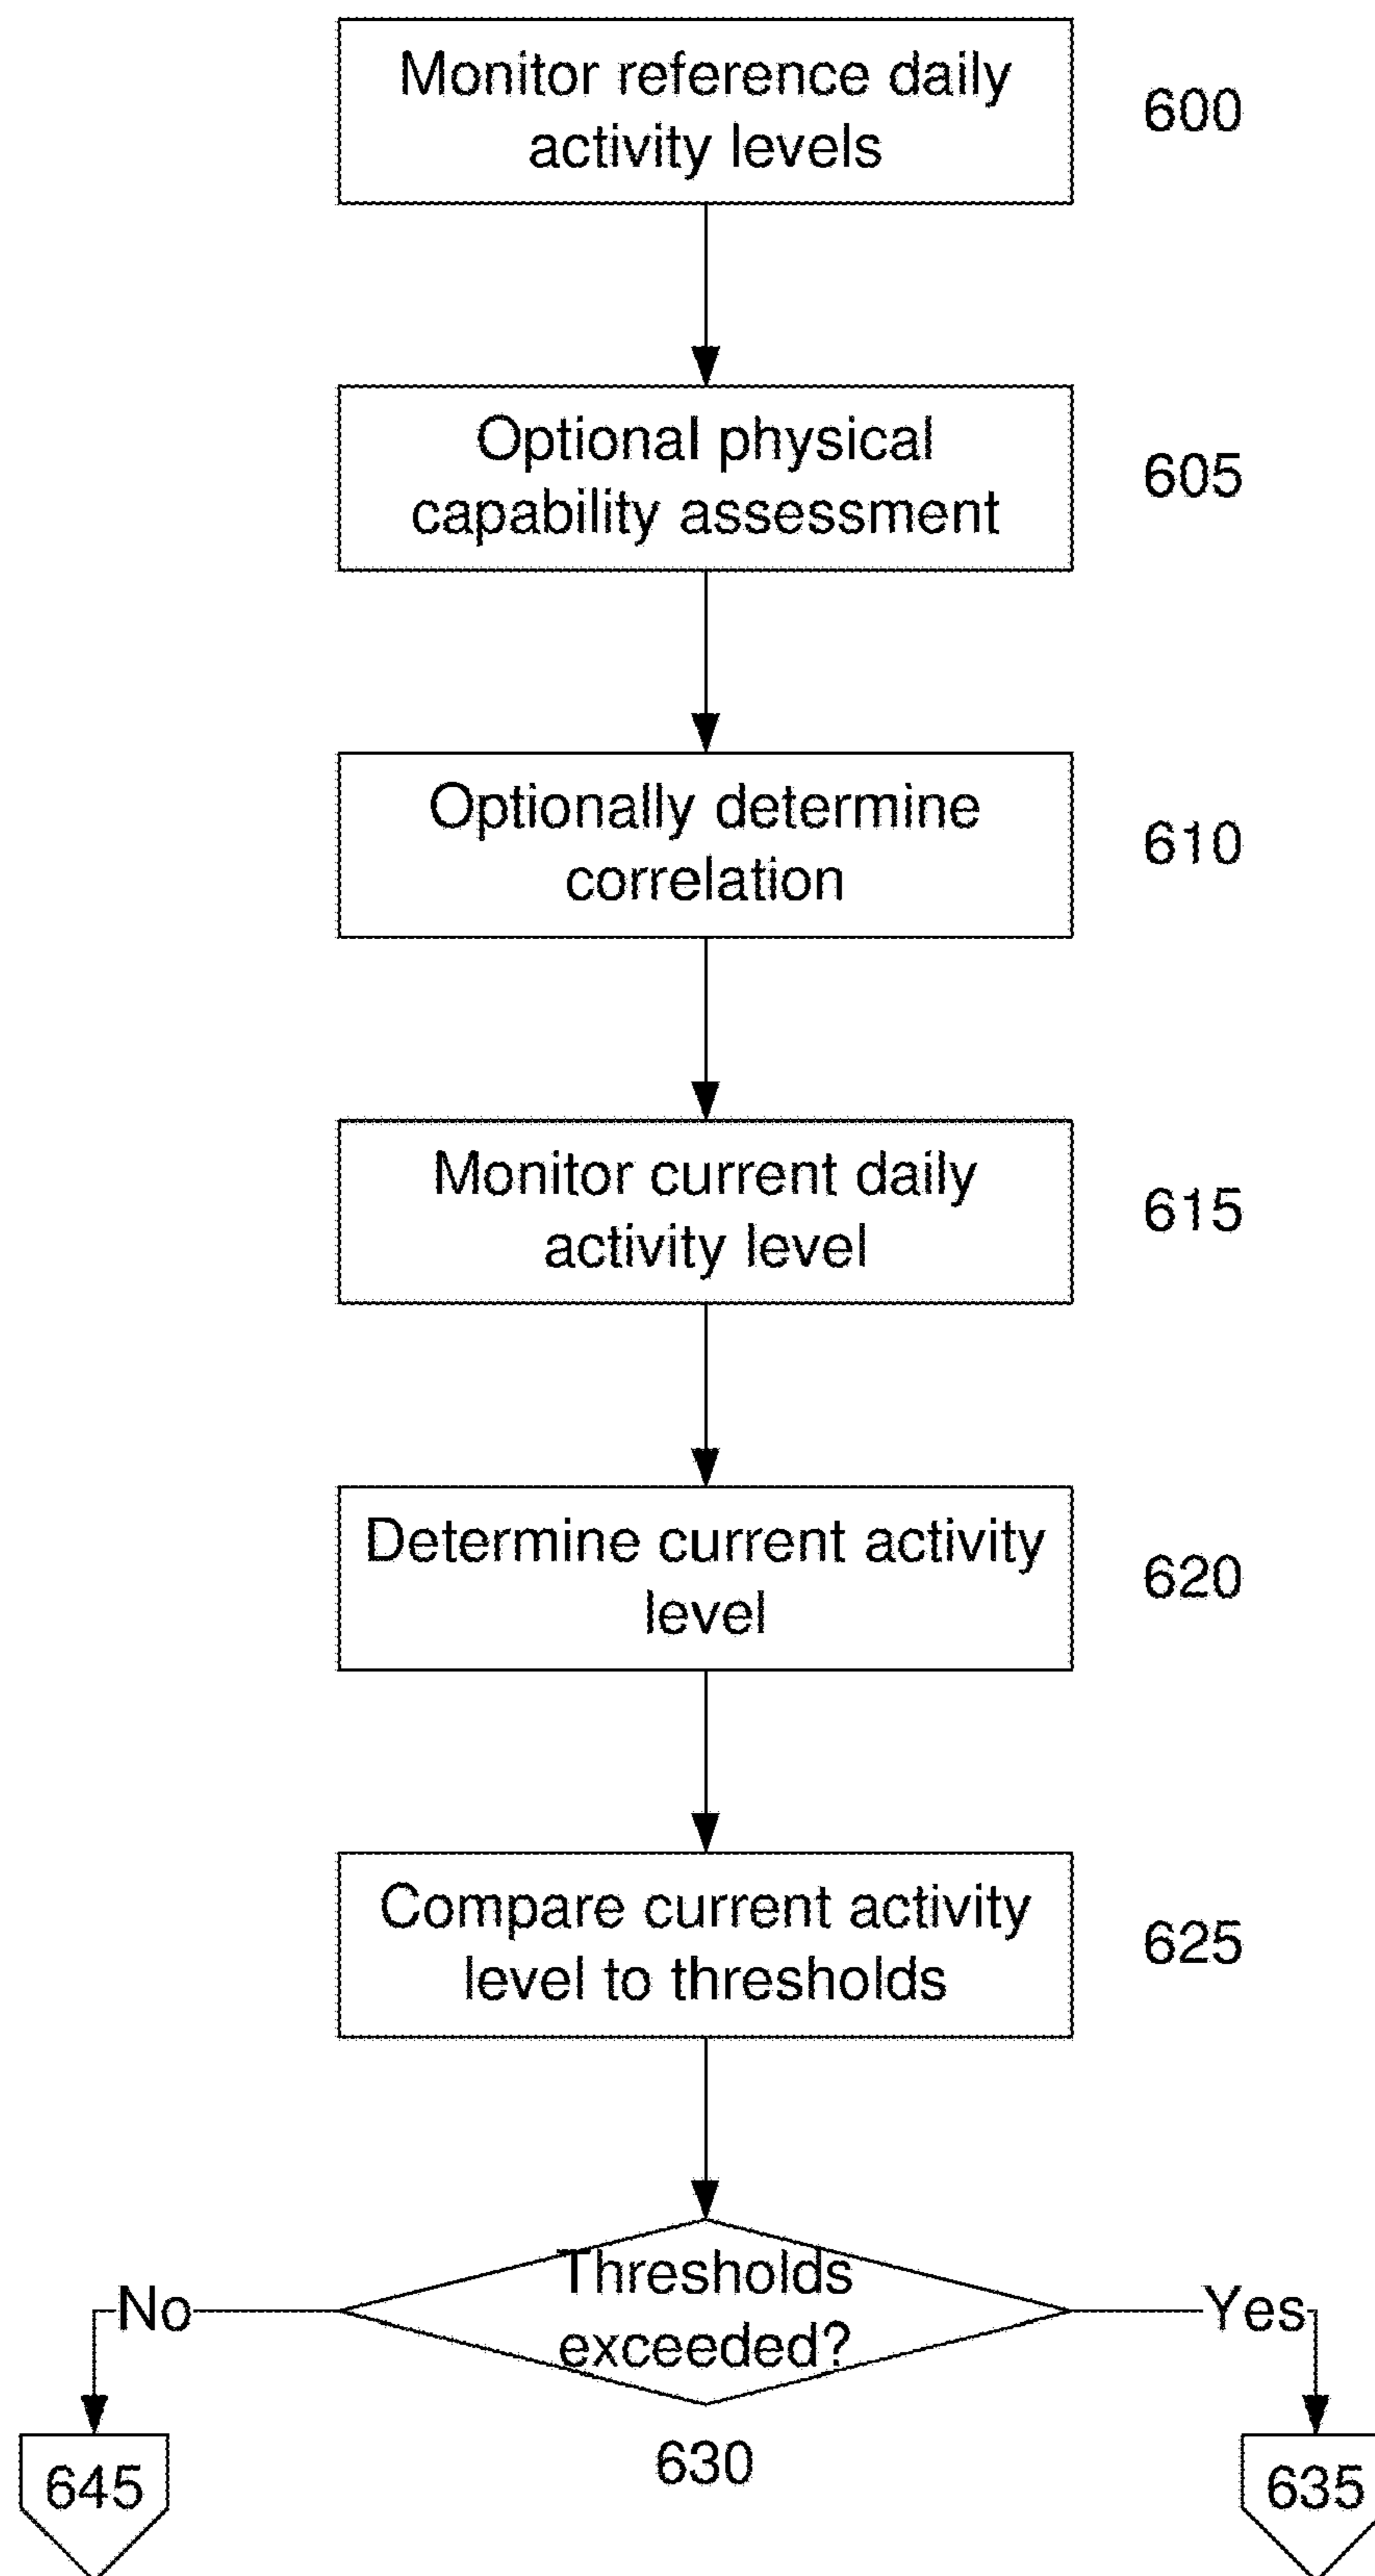 Monitor reference daily
activity levels
600
Optional physical
capability assessment
605
Optionally determine
correlation
610
Monitor current daily
activity level
615
Determine current activity
level
620
Compare current activity
level to thresholds
625
Thresholds
exceeded?
No
Yes
630
645
635